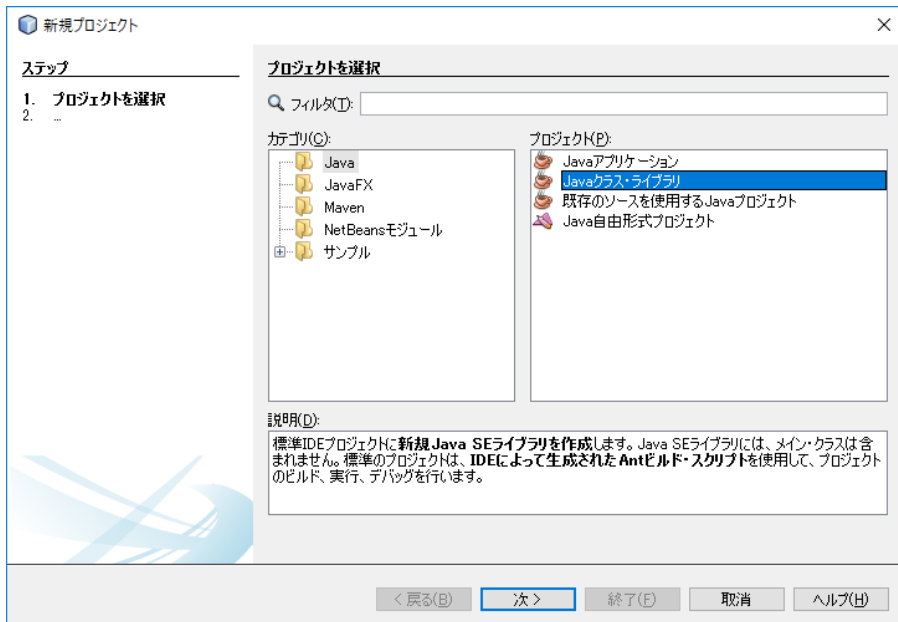 新規プロジェクト
ステップ
1. プロジェクトを選択
2. ...
プロジェクトを選択
フィルタ(T):
カテゴリ(C):
Java
JavaFX
Maven
NetBeansモジュール
サンプル
プロジェクト(P):
Javaアプリケーション
Javaクラス・ライブラリ
既存のソースを使用するJavaプロジェクト
Java自由形式プロジェクト
説明(D):
標準IDEプロジェクトに新規Java SEライブラリを作成します。Java SEライブラリには、メイン・クラスは含
まれません。標準のプロジェクトは、IDEによって生成されたAntビルド・スクリプトを使用して、プロジェクト
のビルド、実行、デバッグを行います。
< 戻る(B)
次 >
終了(F)
取消
ヘルプ(H)